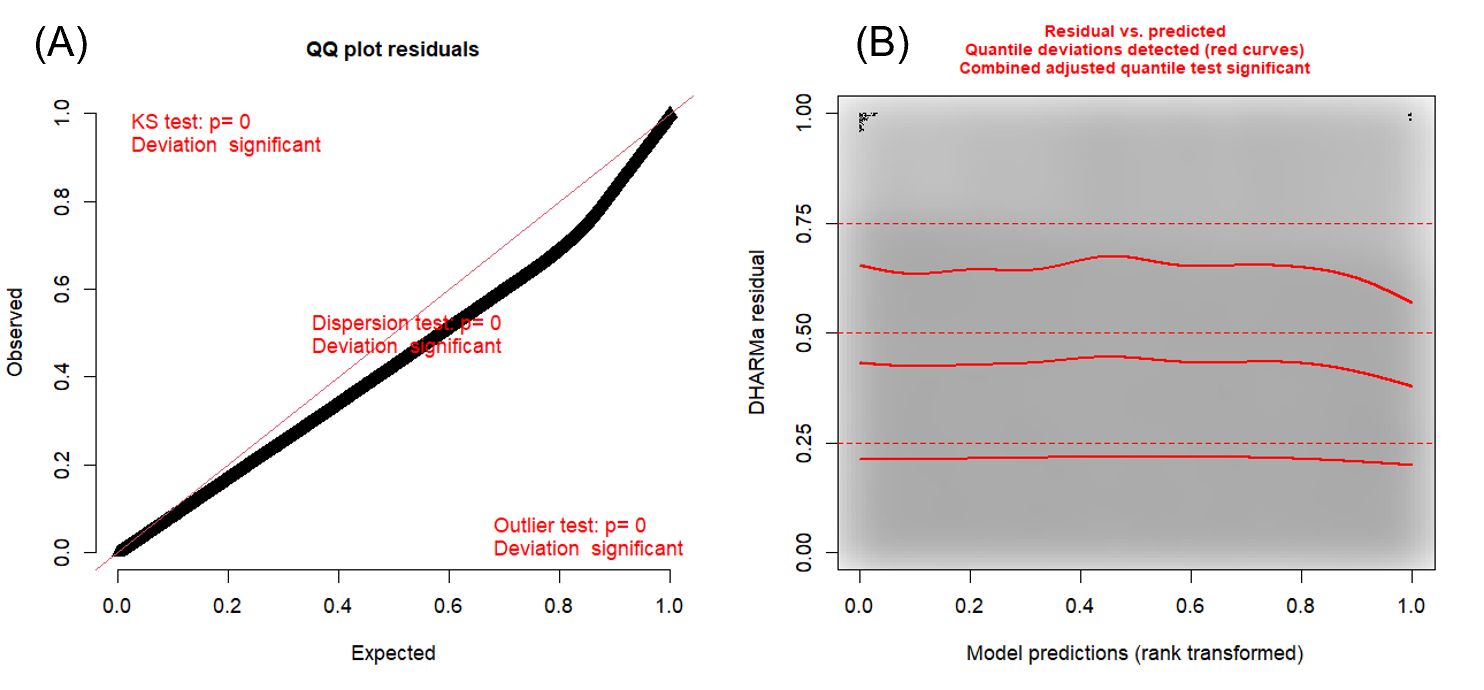 (A)
QQ plot residuals
KS test: p= 0
Deviation significant
Dispersion test: p= 0
Deviation significant
Outlier test: p= 0
Deviation significant
Observed
0.0
0.2
0.4
0.6
0.8
1.0
0.0
0.2
0.4
0.6
0.8
1.0
Expected
(B)
Residual vs. predicted
Quantile deviations detected (red curves)
Combined adjusted quantile test significant
DHARMa residual
0.00
0.25
0.50
0.75
1.00
0.0
0.2
0.4
0.6
0.8
1.0
Model predictions (rank transformed)